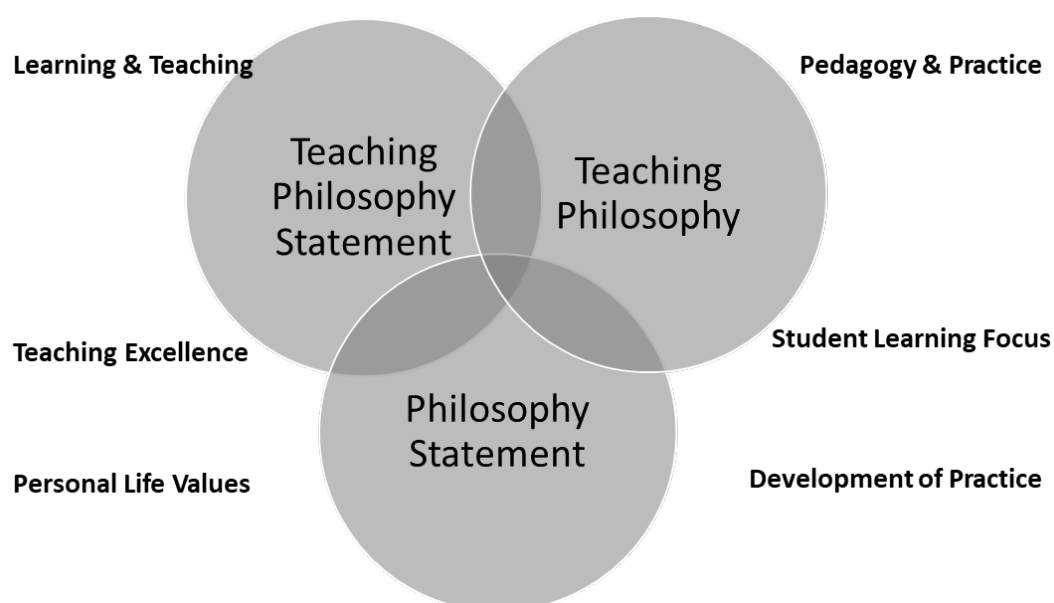 Learning & Teaching
Pedagogy & Practice
Teaching
Philosophy
Statement
Teaching
Philosophy
Teaching Excellence
Student Learning Focus
Philosophy
Statement
Personal Life Values
Development of Practice